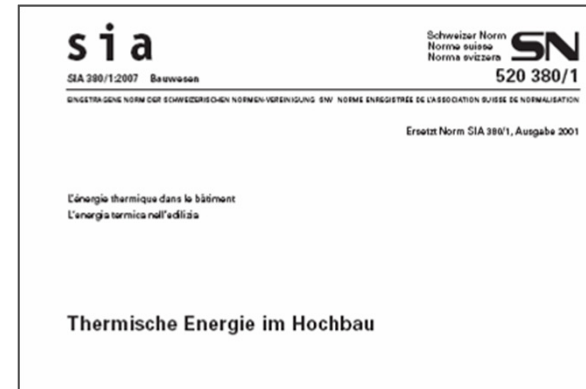 sia
Schweizer Norm
Norme suisse
Norma svizzera
SN
SIA 380/1:2007 Bauwesen
520 380/1
EINGETRAGENE NORM DER SCHWEIZERISCHEN NORMEN-VEREINIGUNG SNV NORME ENREGISTRÉE DE L'ASSOCIATION SUISSE DE NORMALISATION
Ersetzt Norm SIA 380/1, Ausgabe 2001
L'énergie thermique dans le bâtiment
L'energia termica nell'edilizia
Thermische Energie im Hochbau